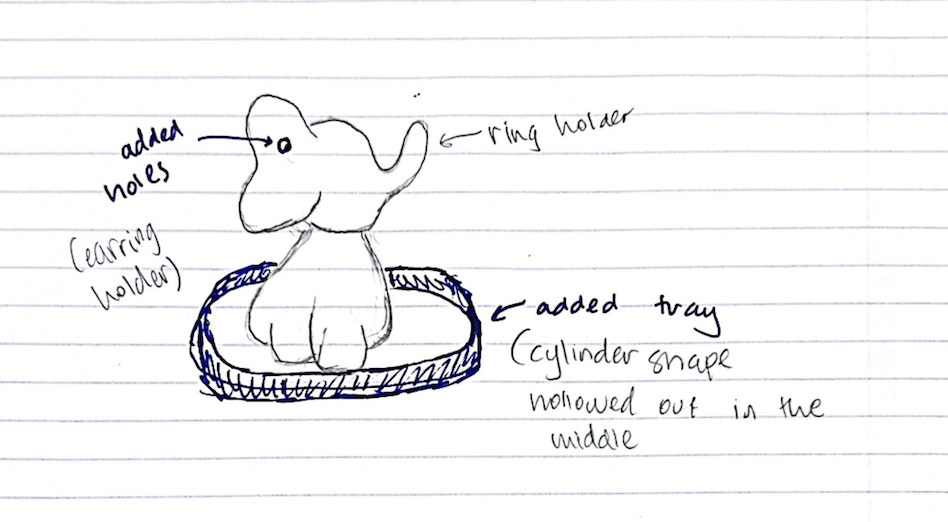 added
holes
(earring
holder)
ring holder
added tray
(cylinder shape
hollowed out in the
middle